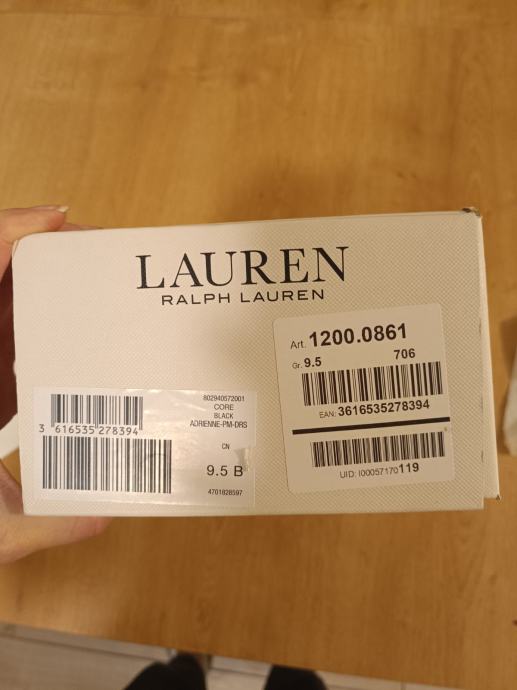 LAUREN
RALPH LAUREN
Art. 1200.0861
Gr. 9.5 706
EAN: 3616535278394
UID: I00057170119
802940572001
CORE
BLACK
ADRIENNE-PM-DRS
3 616535 278394
CN
9.5 B
4701828597